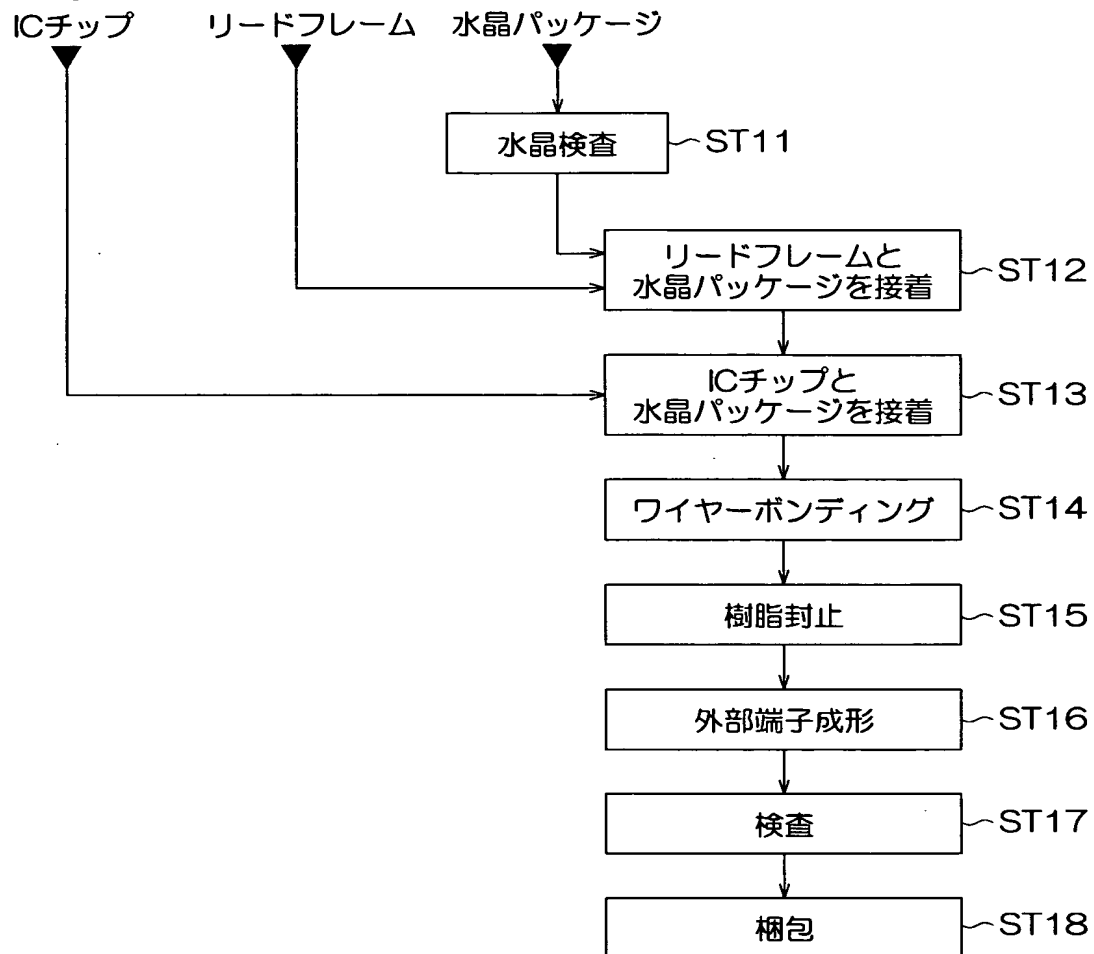 ICチップ
リードフレーム
水晶パッケージ
水晶検査
ST11
リードフレームと
水晶パッケージを接着
ST12
ICチップと
水晶パッケージを接着
ST13
ワイヤーボンディング
ST14
樹脂封止
ST15
外部端子成形
ST16
検査
ST17
梱包
ST18